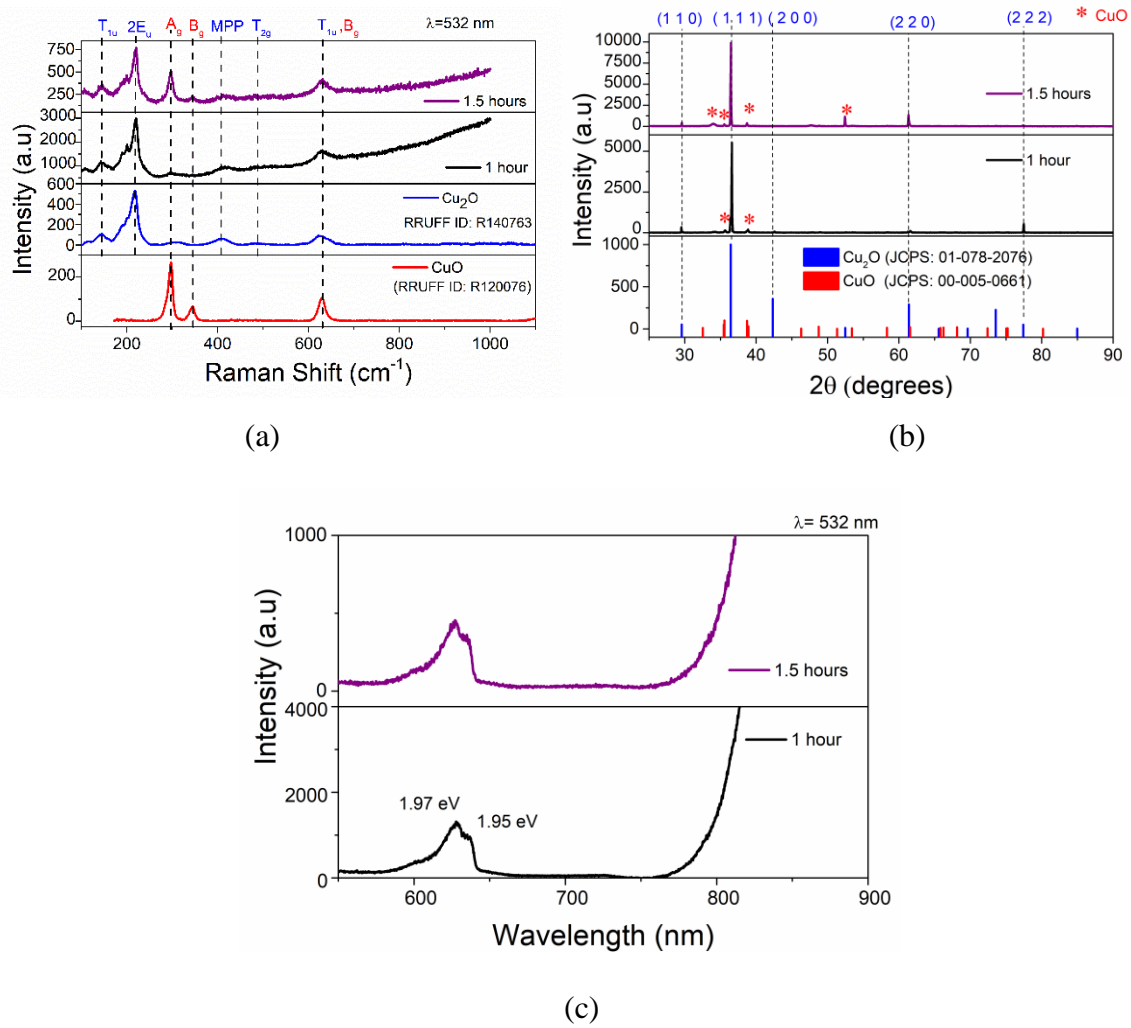 T1u 2Eu Ag Bg MPP T2g T1u,Bg λ=532 nm
750
500
250
1.5 hours
3000
2000
1000
1 hour
600
400
200
0
Cu2O
RRUFF ID: R140763
200
0
CuO
(RRUFF ID: R120076)
200 400 600 800 1000
Intensity (a.u)
Raman Shift (cm-1)
(a)
(1 1 0) ( 1 1 1) ( 2 0 0) (2 2 0) (2 2 2) * CuO
10000
7500
5000
2500
0
* * * *
1.5 hours
5000
2500
0
* *
1 hour
1000
500
0
Cu2O (JCPS: 01-078-2076)
CuO (JCPS: 00-005-0661)
30 40 50 60 70 80 90
Intensity (a.u)
2θ (degrees)
(b)
λ= 532 nm
1000
0
1.5 hours
4000
2000
0
1 hour
1.97 eV
1.95 eV
600 700 800 900
Intensity (a.u)
Wavelength (nm)
(c)